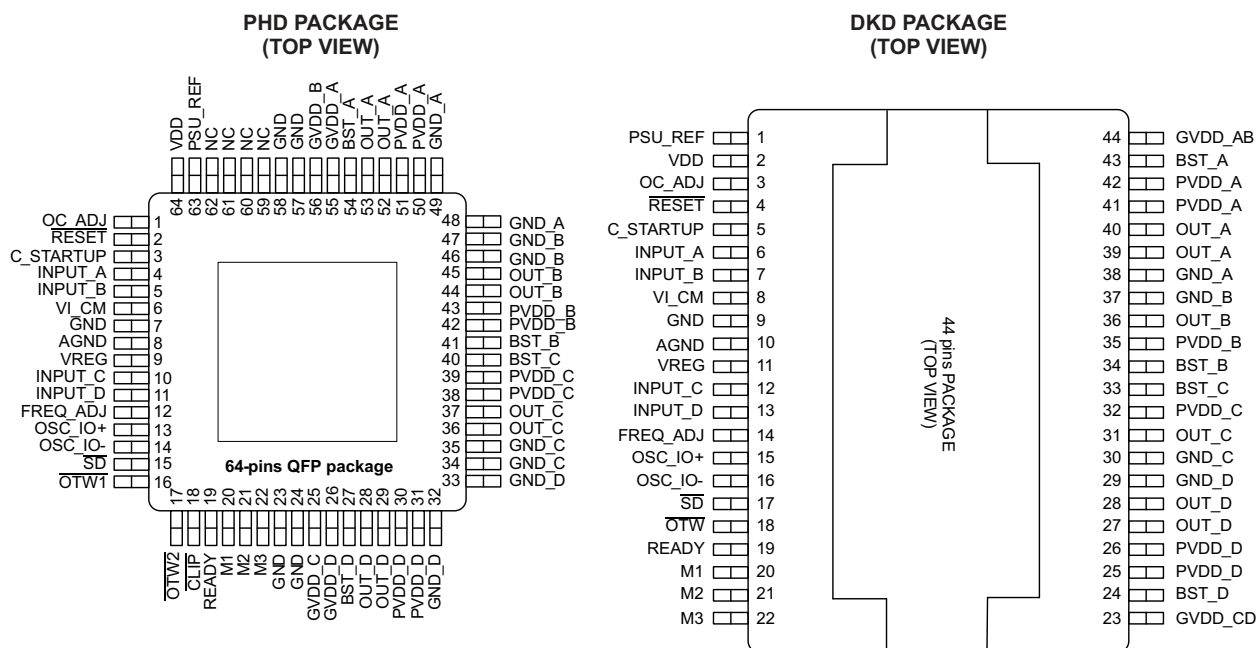 PHD PACKAGE
(TOP VIEW)
VDD
PSU_REF
NC
NC
NC
NC
GND
GND
GVDD_B
GVDD_A
BST_A
OUT_A
OUT_A
PVDD_A
PVDD_A
GND_A
64
63
62
61
60
59
58
57
56
55
54
53
52
51
50
49
OC_ADJ 1
RESET 2
C_STARTUP 3
INPUT_A 4
INPUT_B 5
VI_CM 6
GND 7
AGND 8
VREG 9
INPUT_C 10
INPUT_D 11
FREQ_ADJ 12
OSC_IO+ 13
OSC_IO- 14
SD 15
OTW1 16
48 GND_A
47 GND_B
46 GND_B
45 OUT_B
44 OUT_B
43 PVDD_B
42 PVDD_B
41 BST_B
40 BST_C
39 PVDD_C
38 PVDD_C
37 OUT_C
36 OUT_C
35 GND_C
34 GND_C
33 GND_D
64-pins QFP package
17
18
19
20
21
22
23
24
25
26
27
28
29
30
31
32
OTW2
CLIP
READY
M1
M2
M3
GND
GND
GVDD_C
GVDD_D
BST_D
OUT_D
OUT_D
PVDD_D
PVDD_D
GND_D
DKD PACKAGE
(TOP VIEW)
PSU_REF 1
VDD 2
OC_ADJ 3
RESET 4
C_STARTUP 5
INPUT_A 6
INPUT_B 7
VI_CM 8
GND 9
AGND 10
VREG 11
INPUT_C 12
INPUT_D 13
FREQ_ADJ 14
OSC_IO+ 15
OSC_IO- 16
SD 17
OTW 18
READY 19
M1 20
M2 21
M3 22
44 pins PACKAGE
(TOP VIEW)
44 GVDD_AB
43 BST_A
42 PVDD_A
41 PVDD_A
40 OUT_A
39 OUT_A
38 GND_A
37 GND_B
36 OUT_B
35 PVDD_B
34 BST_B
33 BST_C
32 PVDD_C
31 OUT_C
30 GND_C
29 GND_D
28 OUT_D
27 OUT_D
26 PVDD_D
25 PVDD_D
24 BST_D
23 GVDD_CD